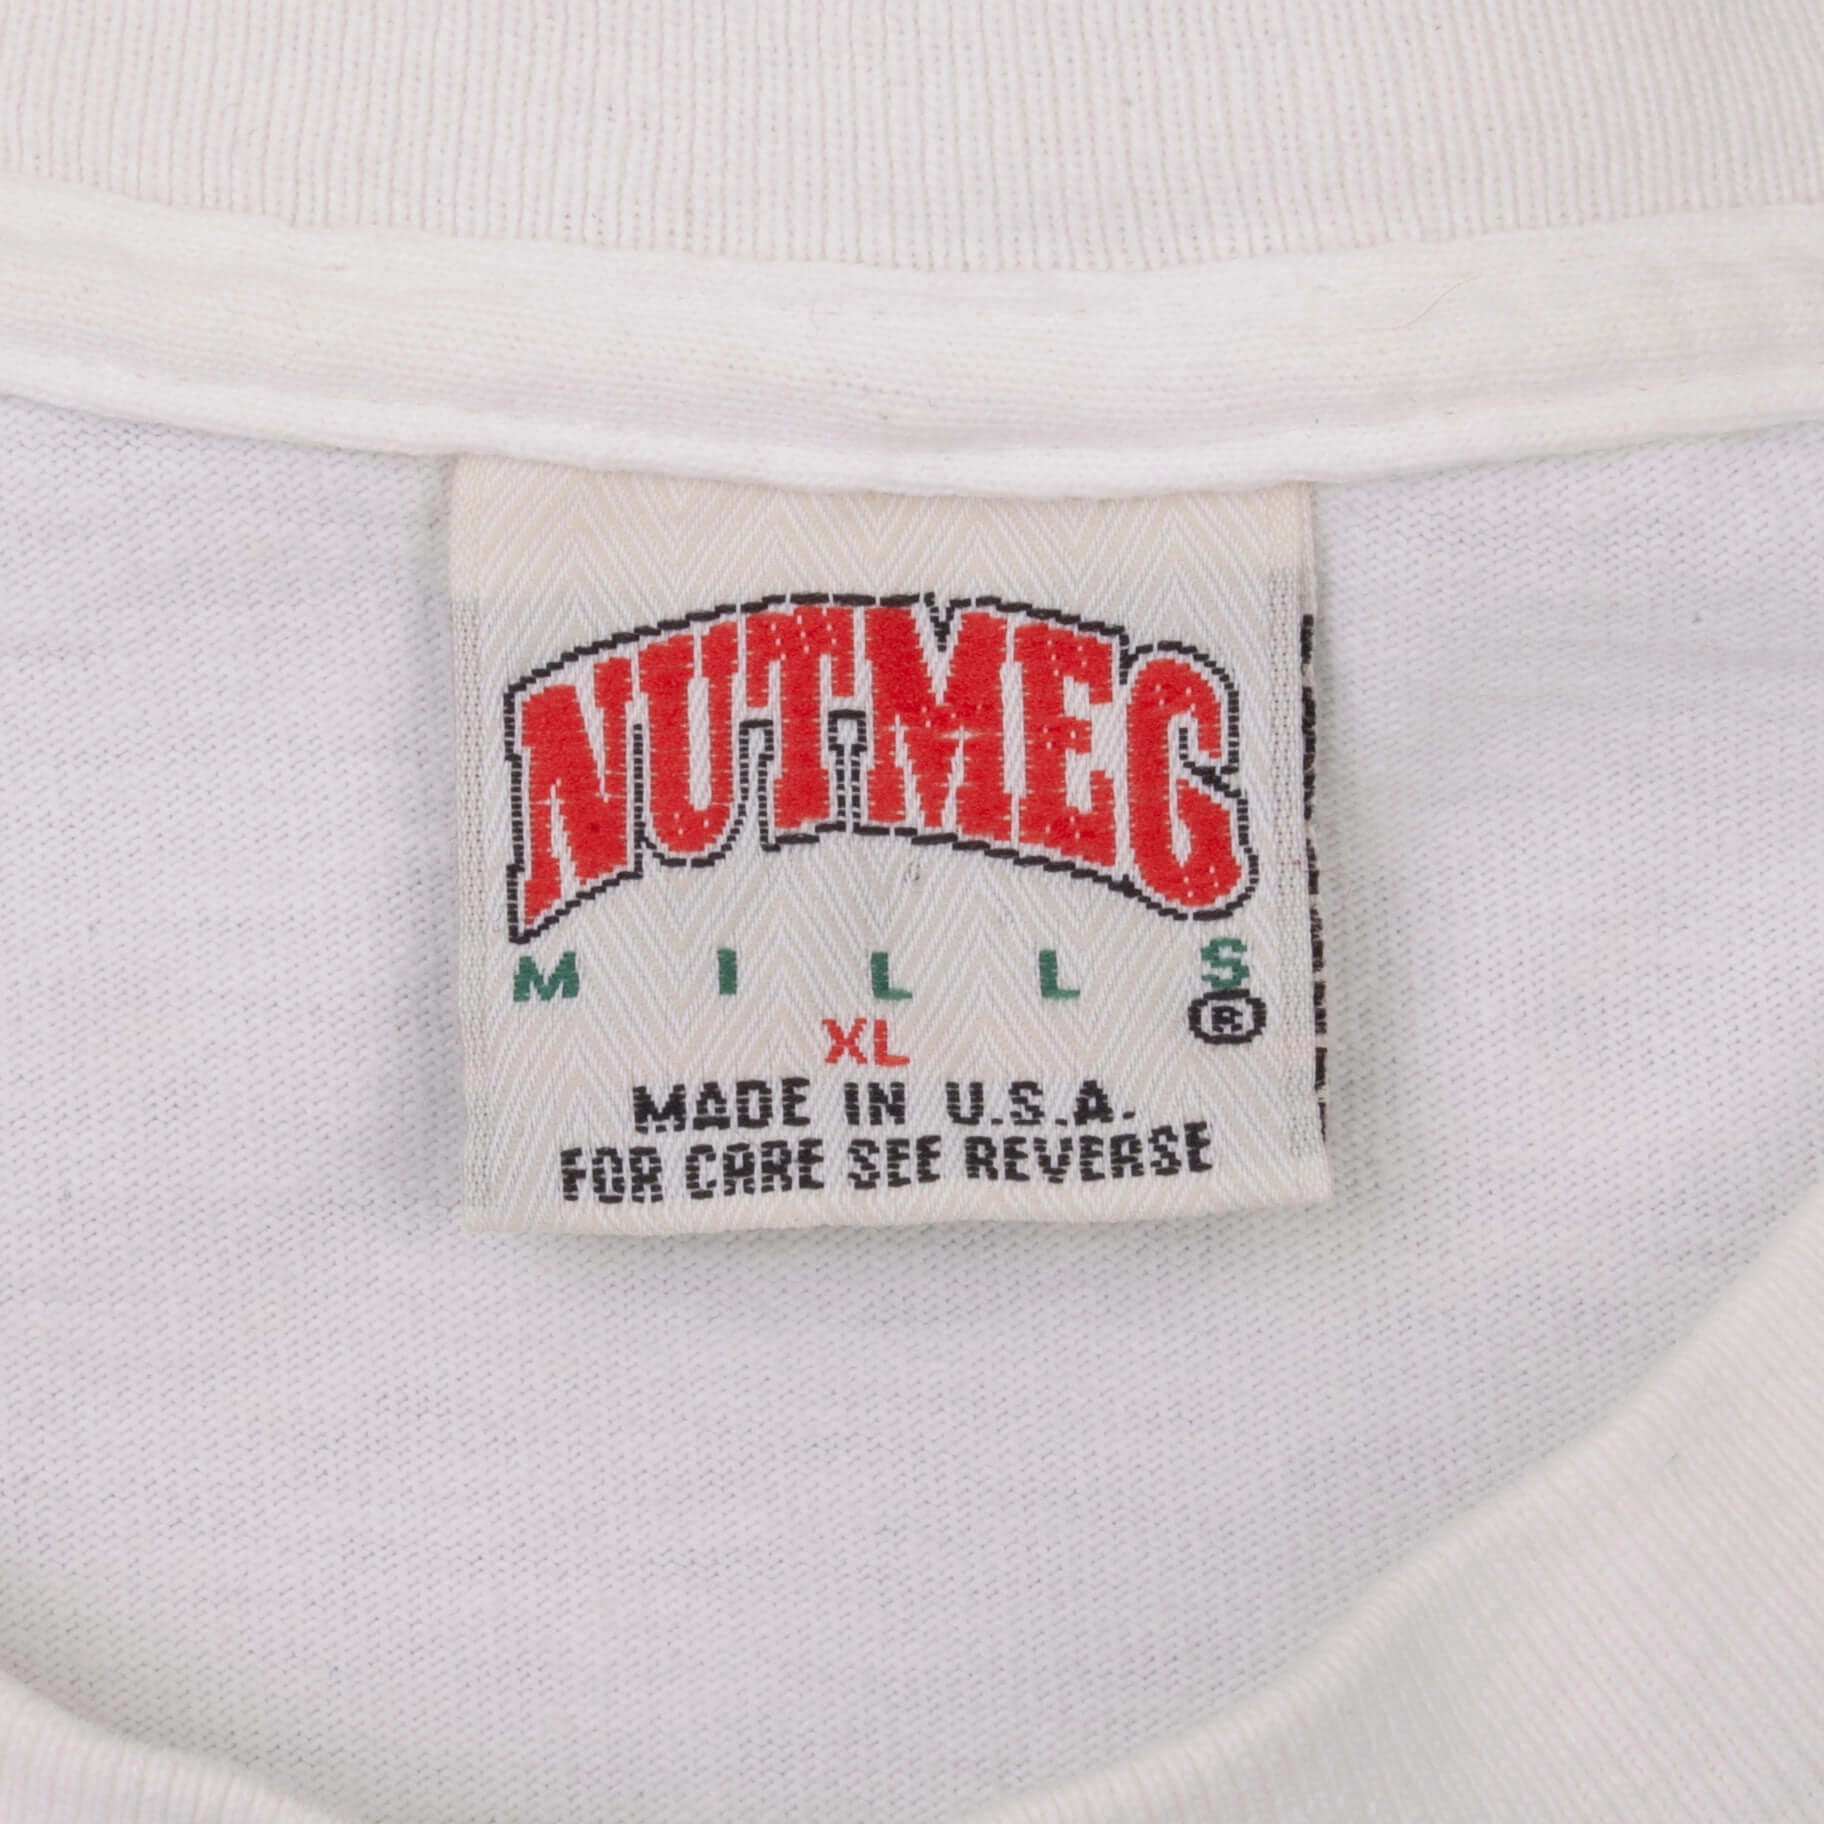 NUTMEG
MILLS
®
XL
MADE IN U.S.A.
FOR CARE SEE REVERSE